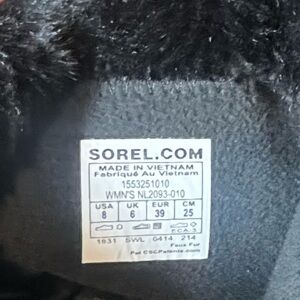 SOREL.COM
MADE IN VIETNAM
Fabriqué Au Vietnam
1553251010
WMN'S NL2093-010
USA UK EUR CM
8 6 39 25
1831 SWL 0414 214
Faux Fur
Pat CSCPatents.com